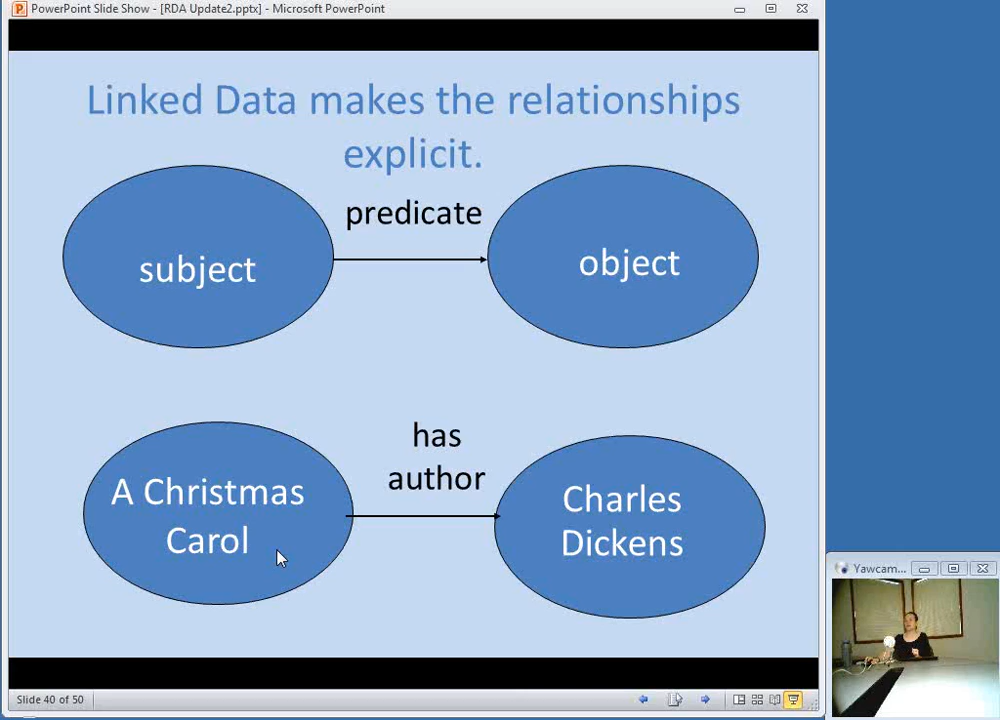 PowerPoint Slide Show - [RDA Update2.pptx] - Microsoft PowerPoint
Linked Data makes the relationships
explicit.
predicate
subject
object
has
author
A Christmas
Carol
Charles
Dickens
Yawcam...
Slide 40 of 50